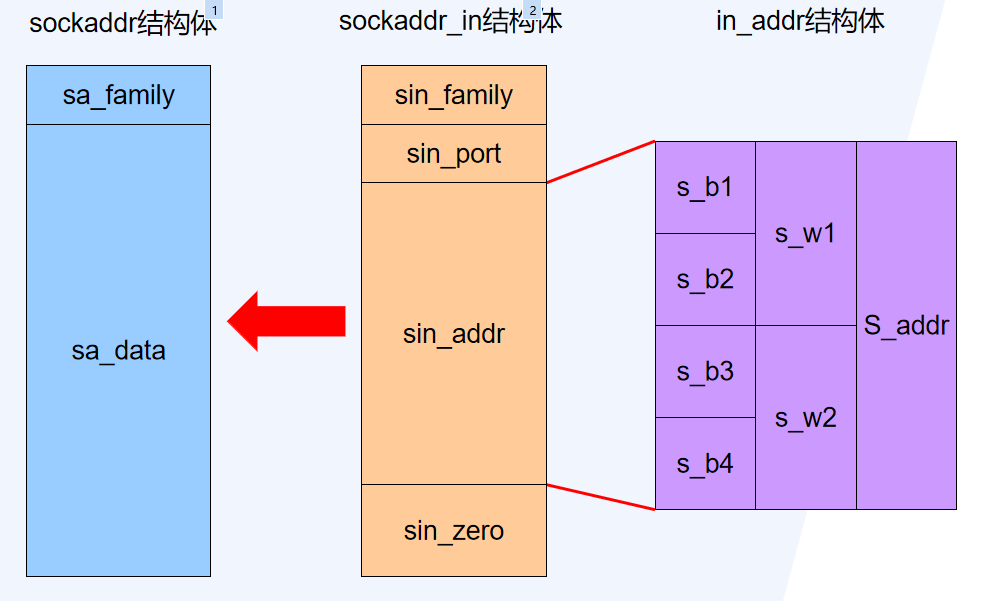 sockaddr结构体 1
sockaddr_in结构体 2
in_addr结构体
sa_family
sa_data
sin_family
sin_port
sin_addr
sin_zero
s_b1
s_b2
s_b3
s_b4
s_w1
s_w2
S_addr